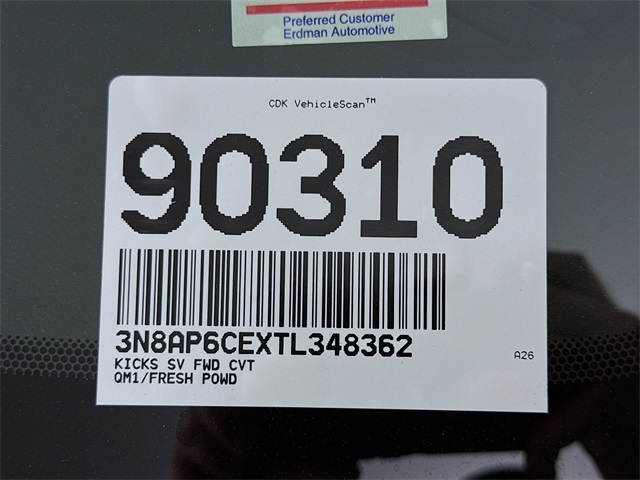 Preferred Customer
Erdman Automotive
CDK VehicleScan™
90310
3N8AP6CEXTL348362
KICKS SV FWD CVT
A26
QM1/FRESH POWD